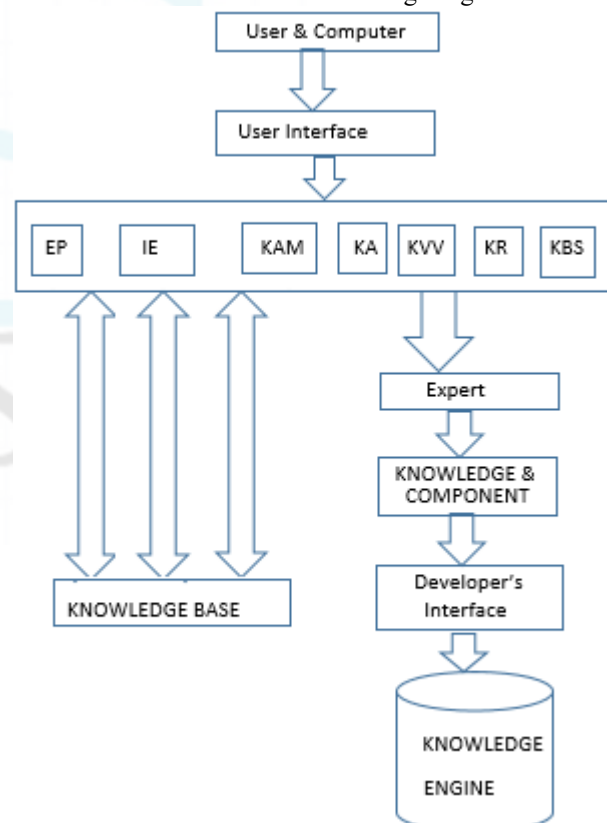 User & Computer
User Interface
EP
IE
KAM
KA
KVV
KR
KBS
Expert
KNOWLEDGE &
COMPONENT
Developer's
Interface
KNOWLEDGE BASE
KNOWLEDGE
ENGINE